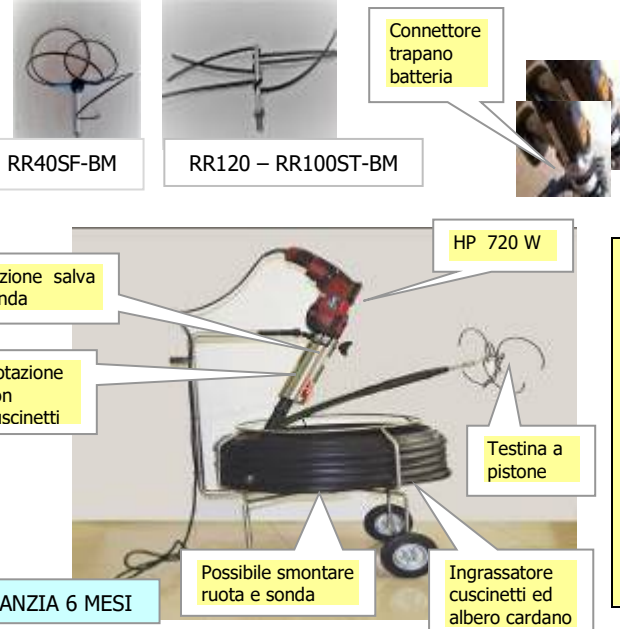 Connettore
trapano
batteria
RR40SF-BM
RR120 – RR100ST-BM
HP 720 W
zione salva
nda
otazione
on
uscinetti
Testina a
pistone
Possibile smontare
ruota e sonda
Ingrassatore
cuscinetti ed
albero cardano
ANZIA 6 MESI